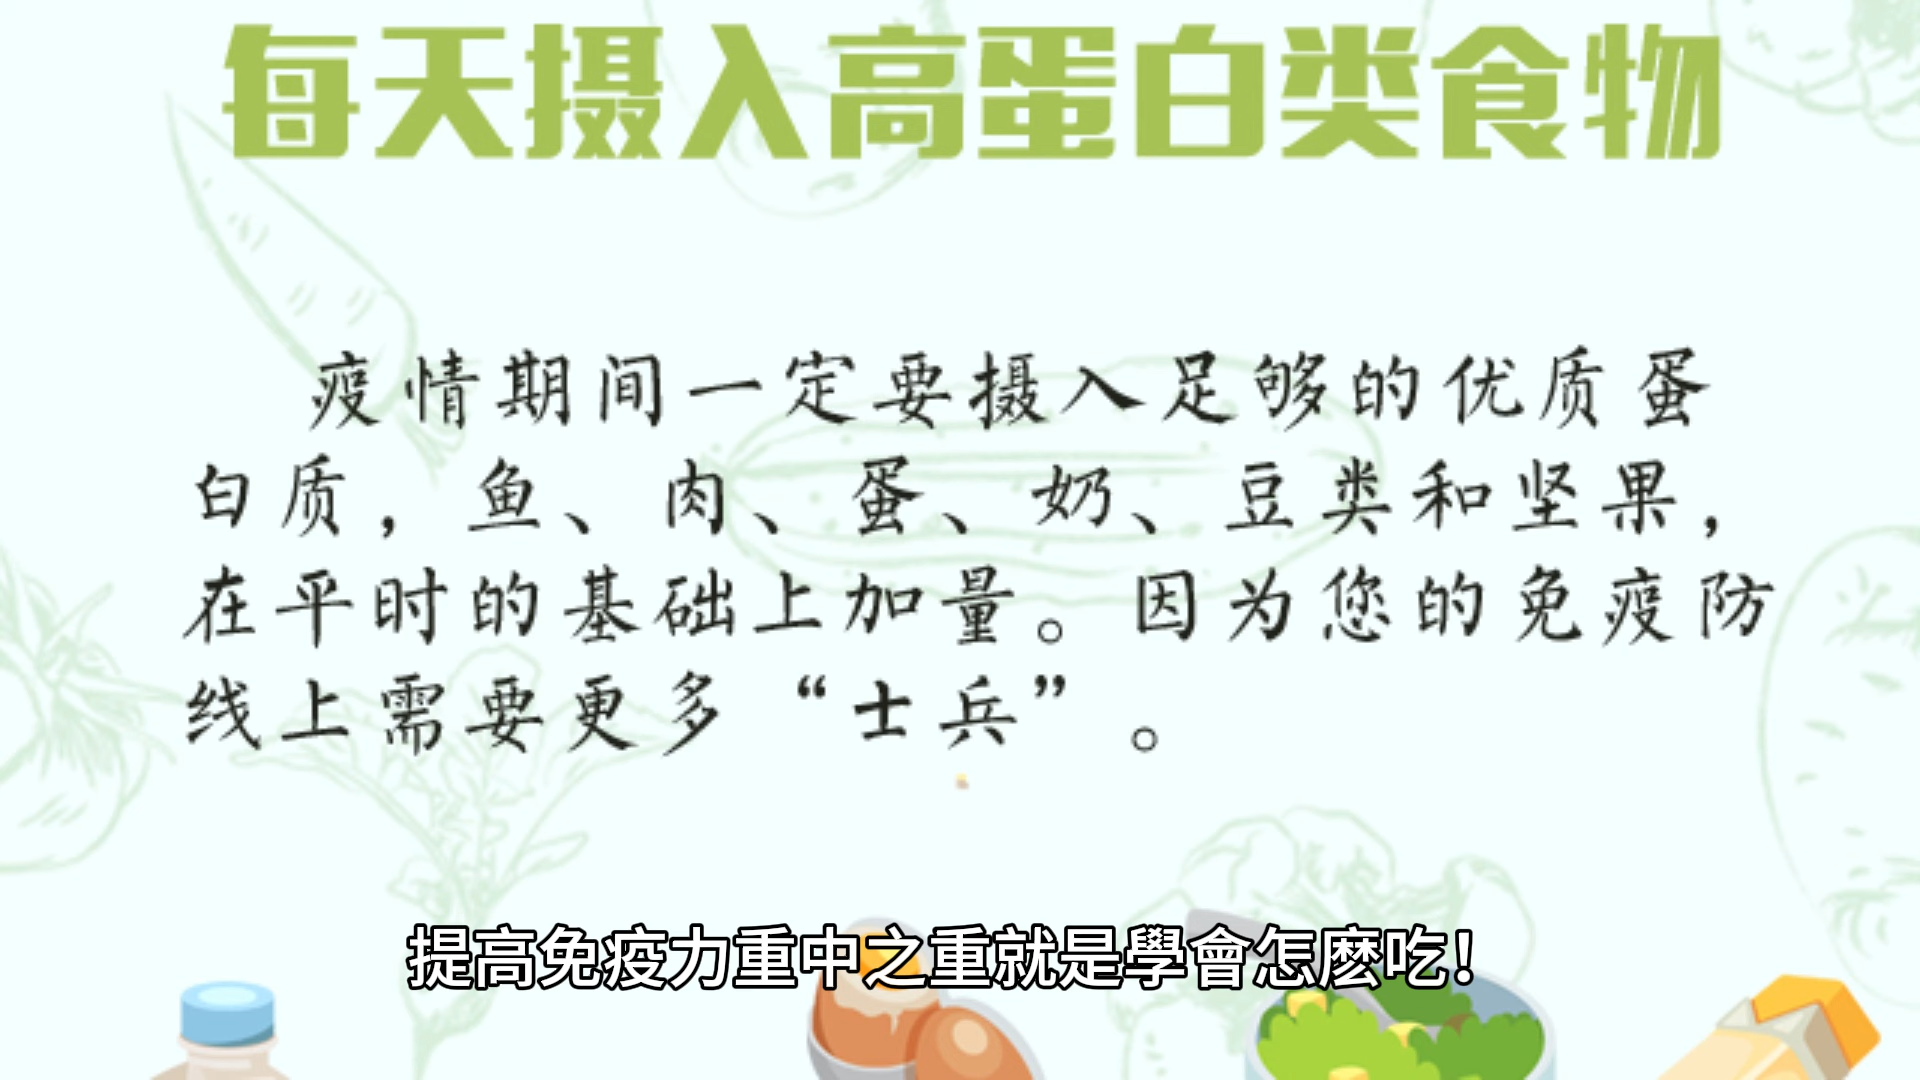 每天摄入高蛋白类食物
疫情期间一定要摄入足够的优质蛋
白质，鱼、肉、蛋、奶、豆类和坚果，
在平时的基础上加量。因为您的免疫防
线上需要更多“士兵”。
提高免疫力重中之重就是學會怎麽吃！